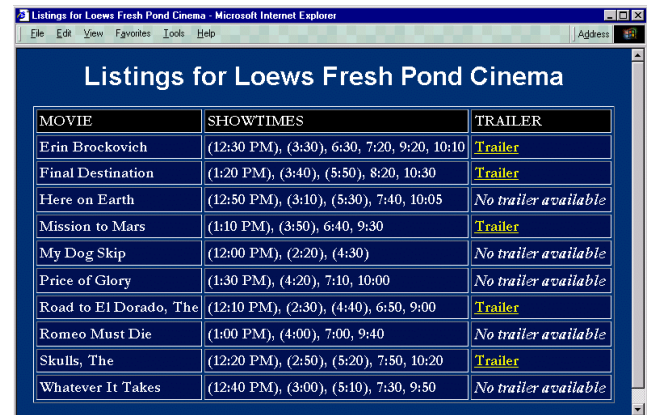 Listings for Loews Fresh Pond Cinema - Microsoft Internet Explorer
File Edit View Favorites Tools Help Address
Listings for Loews Fresh Pond Cinema
MOVIE SHOWTIMES TRAILER
Erin Brockovich (12:30 PM), (3:30), 6:30, 7:20, 9:20, 10:10 Trailer
Final Destination (1:20 PM), (3:40), (5:50), 8:20, 10:30 Trailer
Here on Earth (12:50 PM), (3:10), (5:30), 7:40, 10:05 No trailer available
Mission to Mars (1:10 PM), (3:50), 6:40, 9:30 Trailer
My Dog Skip (12:00 PM), (2:20), (4:30) No trailer available
Price of Glory (1:30 PM), (4:20), 7:10, 10:00 No trailer available
Road to El Dorado, The (12:10 PM), (2:30), (4:40), 6:50, 9:00 Trailer
Romeo Must Die (1:00 PM), (4:00), 7:00, 9:40 No trailer available
Skulls, The (12:20 PM), (2:50), (5:20), 7:50, 10:20 Trailer
Whatever It Takes (12:40 PM), (3:00), (5:10), 7:30, 9:50 No trailer available